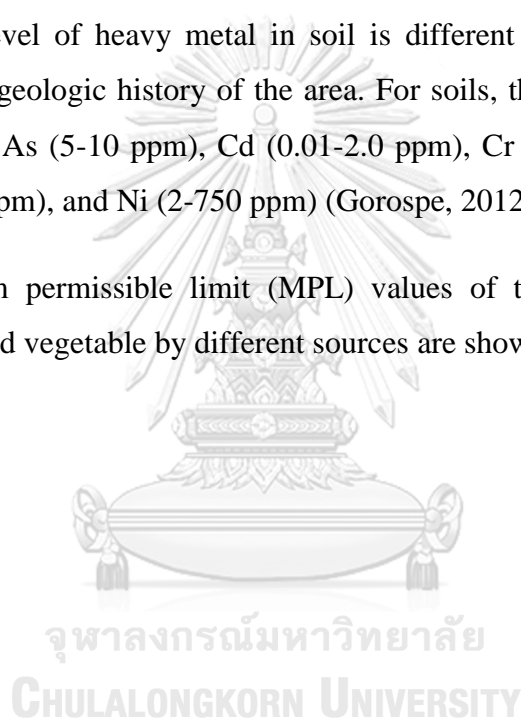 evel of heavy metal in soil is different
geologic history of the area. For soils, th
As (5-10 ppm), Cd (0.01-2.0 ppm), Cr
pm), and Ni (2-750 ppm) (Gorospe, 2012
n permissible limit (MPL) values of t
d vegetable by different sources are show
จุฬาลงกรณ์มหาวิทยาลัย
CHULALONGKORN UNIVERSITY